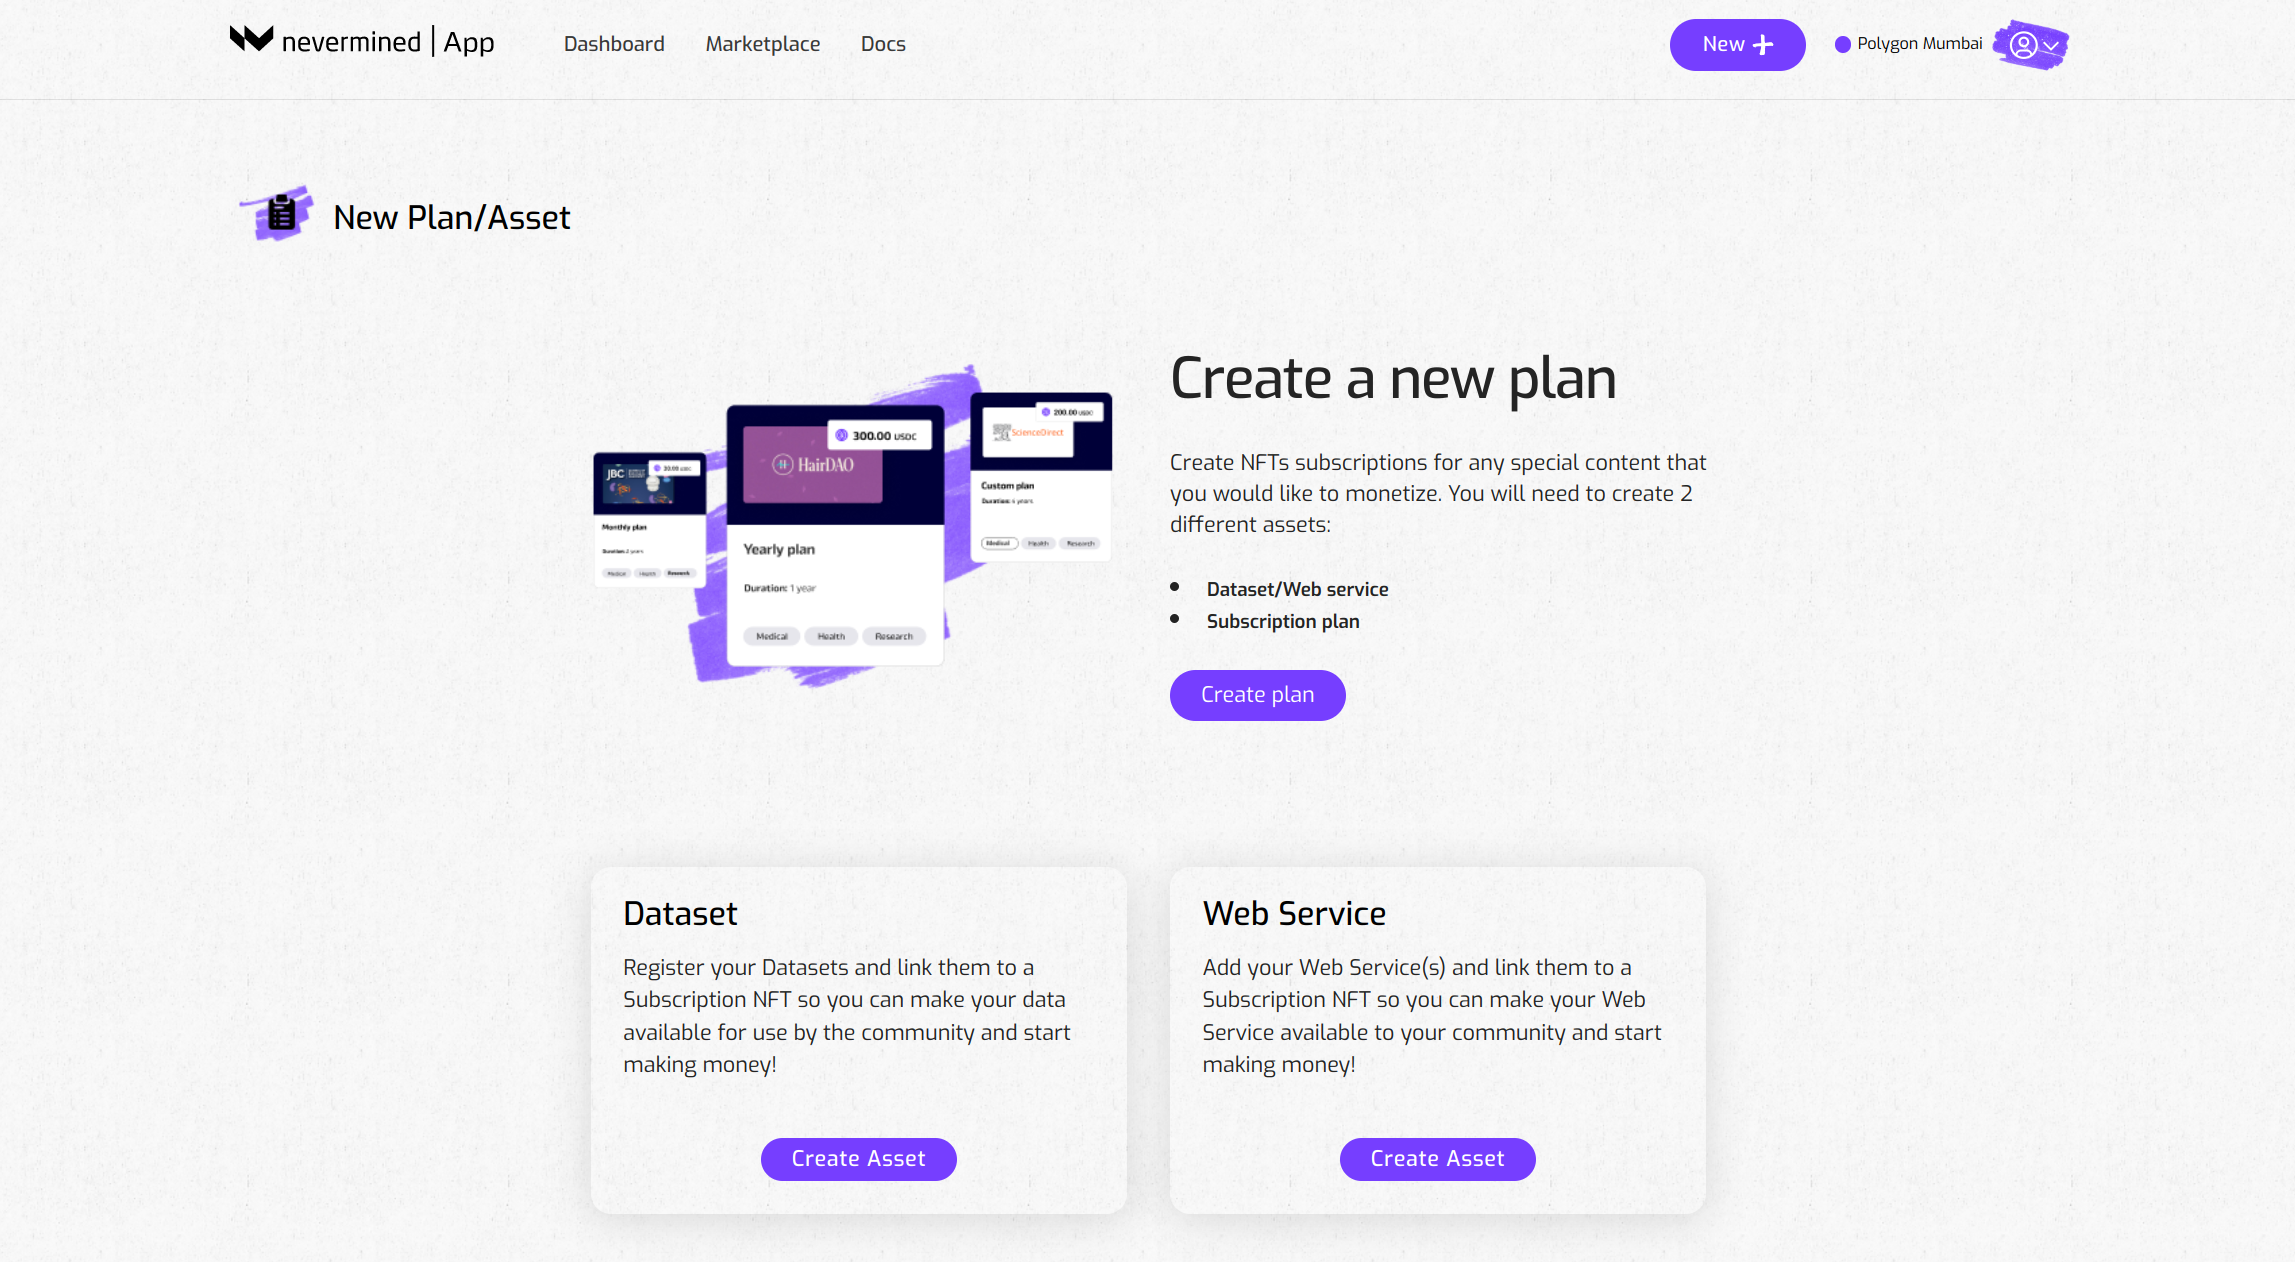 nevermined | App
Dashboard
Marketplace
Docs
New
Polygon Mumbai
New Plan/Asset
JBC
20.00 USDC
Monthly plan
Duration: 2 years
Medical Health Research
300.00 USDC
HairDAO
Yearly plan
Duration: 1 year
Medical Health Research
200.00 USDC
ScienceDirect
Custom plan
Duration: 4 years
Medical Health Research
Create a new plan
Create NFTs subscriptions for any special content that
you would like to monetize. You will need to create 2
different assets:
Dataset/Web service
Subscription plan
Create plan
Dataset
Register your Datasets and link them to a
Subscription NFT so you can make your data
available for use by the community and start
making money!
Create Asset
Web Service
Add your Web Service(s) and link them to a
Subscription NFT so you can make your Web
Service available to your community and start
making money!
Create Asset